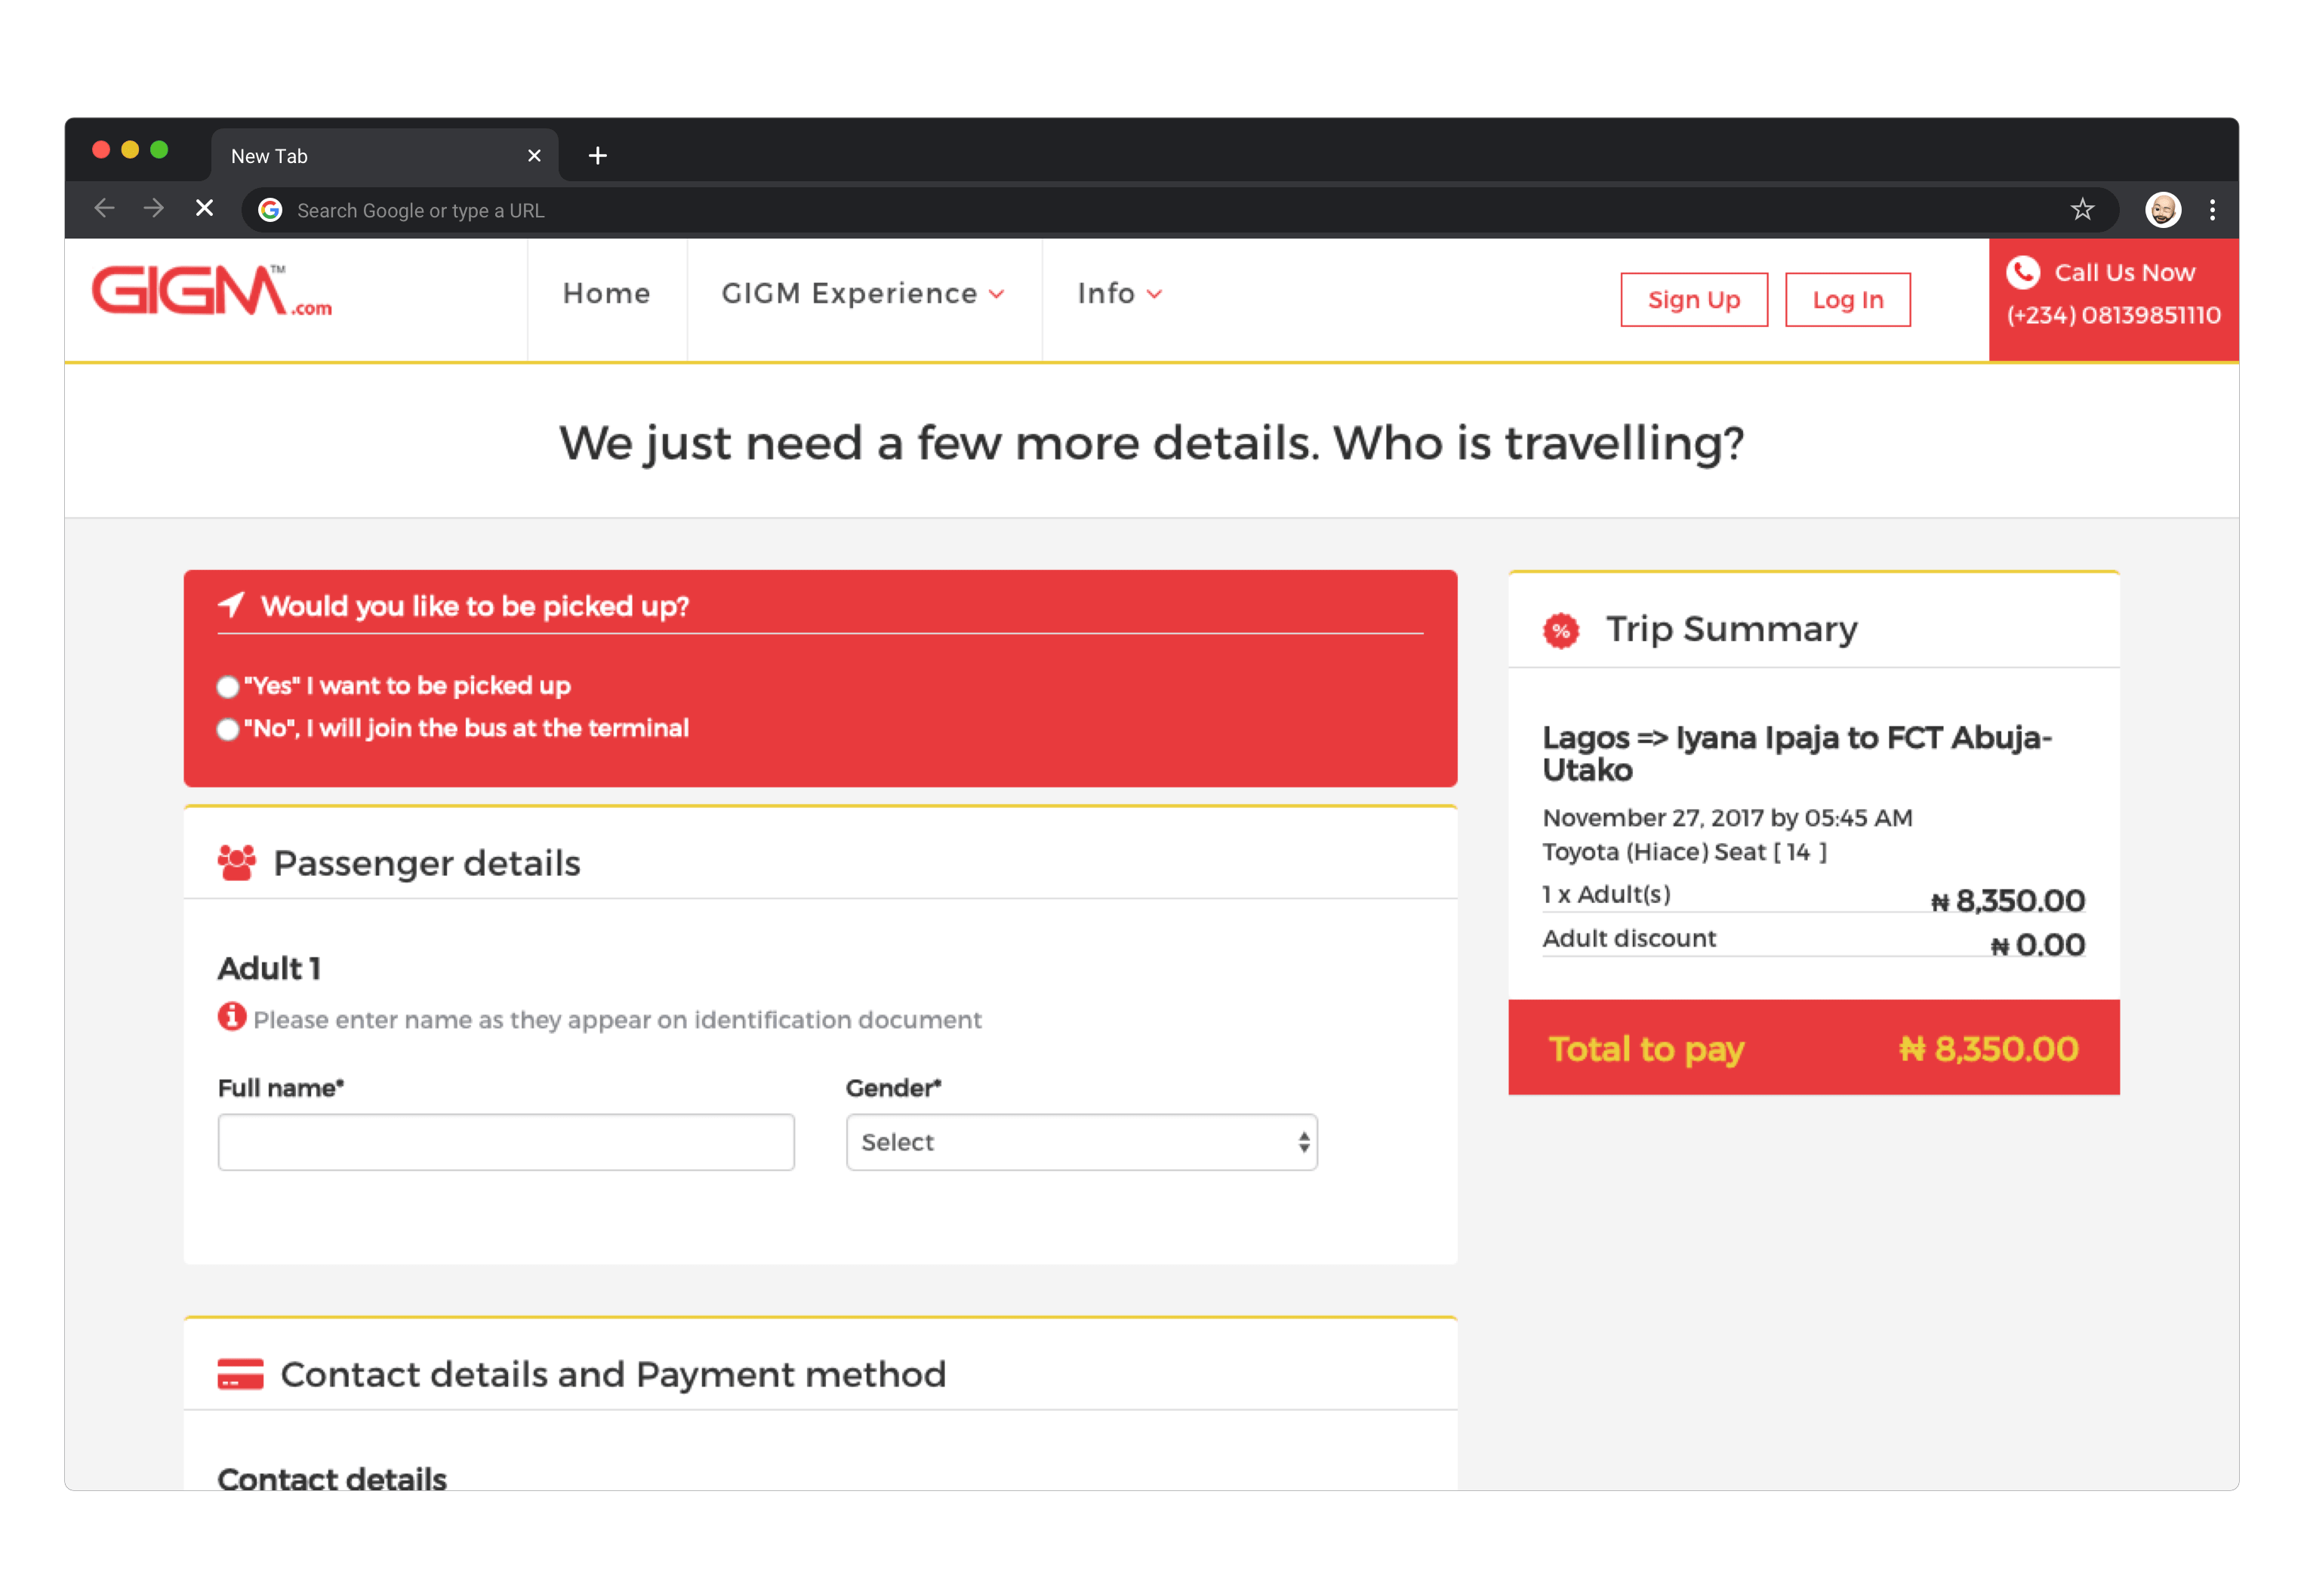 New Tab
Search Google or type a URL
GIGM™.com
Home
GIGM Experience
Info
Sign Up
Log In
Call Us Now
(+234) 08139851110
We just need a few more details. Who is travelling?
Would you like to be picked up?
"Yes" I want to be picked up
"No", I will join the bus at the terminal
Passenger details
Adult 1
Please enter name as they appear on identification document
Full name*
Gender*
Select
Contact details and Payment method
Contact details
% Trip Summary
Lagos => Iyana Ipaja to FCT Abuja-
Utako
November 27, 2017 by 05:45 AM
Toyota (Hiace) Seat [ 14 ]
1 x Adult(s) ₦ 8,350.00
Adult discount ₦ 0.00
Total to pay ₦ 8,350.00